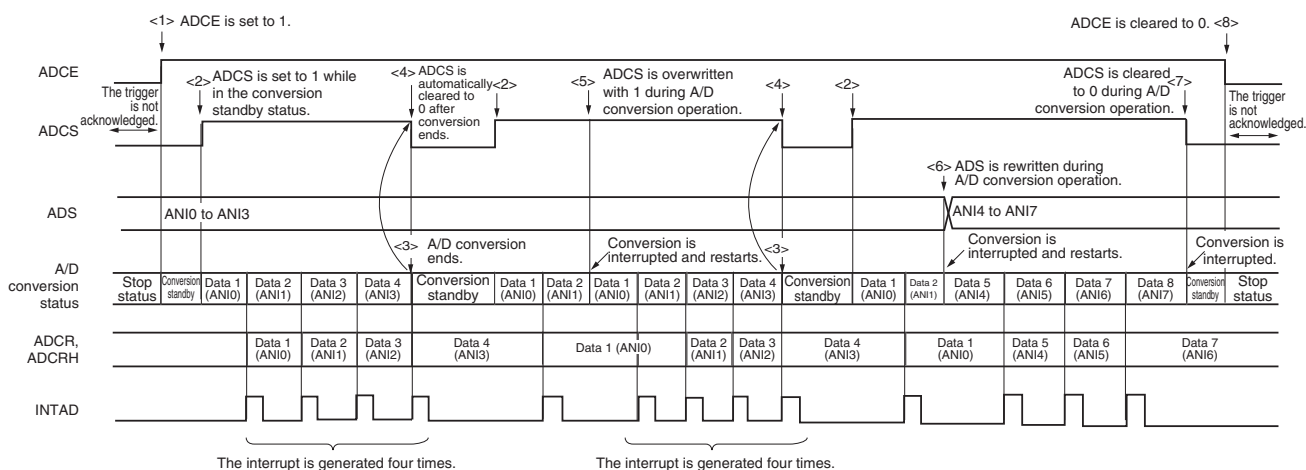 <1> ADCE is set to 1.
ADCE is cleared to 0. <8>
ADCE
The trigger
is not
acknowledged.
<2> ADCS is set to 1 while
in the conversion
standby status.
<4> ADCS is
automatically
cleared to
0 after
conversion
ends.
<2>
<5> ADCS is overwritten
with 1 during A/D
conversion operation.
<4>
<2>
ADCS is cleared
to 0 during A/D
conversion operation.
<7>
The trigger
is not
acknowledged.
ADCS
<6> ADS is rewritten during
A/D conversion operation.
ADS
ANI0 to ANI3
ANI4 to ANI7
<3> A/D conversion
ends.
Conversion is
interrupted and restarts.
<3>
Conversion is
interrupted and restarts.
Conversion is
interrupted.
A/D
conversion
status
Stop
status
Conversion
standby
Data 1
(ANI0)
Data 2
(ANI1)
Data 3
(ANI2)
Data 4
(ANI3)
Conversion
standby
Data 1
(ANI0)
Data 2
(ANI1)
Data 1
(ANI0)
Data 2
(ANI1)
Data 3
(ANI2)
Data 4
(ANI3)
Conversion
standby
Data 1
(ANI0)
Data 2
(ANI1)
Data 5
(ANI4)
Data 6
(ANI5)
Data 7
(ANI6)
Data 8
(ANI7)
Conversion
standby
Stop
status
ADCR,
ADCRH
Data 1
(ANI0)
Data 2
(ANI1)
Data 3
(ANI2)
Data 4
(ANI3)
Data 1 (ANI0)
Data 2
(ANI1)
Data 3
(ANI2)
Data 4
(ANI3)
Data 1
(ANI0)
Data 5
(ANI4)
Data 6
(ANI5)
Data 7
(ANI6)
INTAD
The interrupt is generated four times.
The interrupt is generated four times.